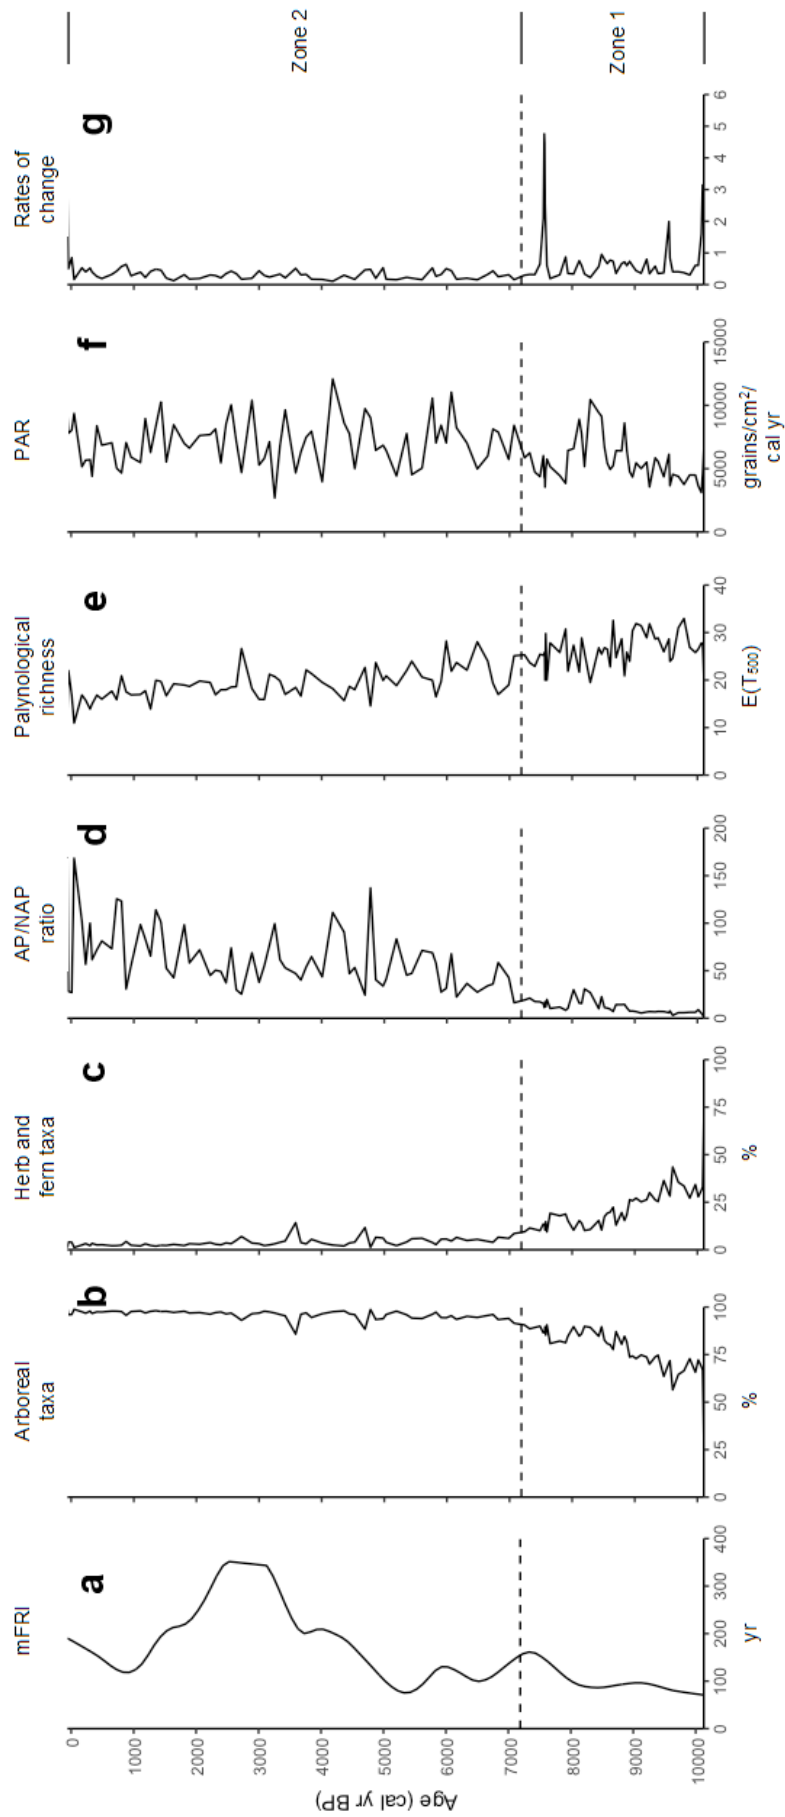 mFRI
Arboreal
taxa
Herb and
fern taxa
AP/NAP
ratio
Palynological
richness
PAR
Rates of
change
a
b
c
d
e
f
g
Zone 2
Zone 1
Age (cal yr BP)
0
1000
2000
3000
4000
5000
6000
7000
8000
9000
10000
0 100 200 300 400
0 25 50 75 100
0 25 50 75 100
0 50 100 150 200
0 10 20 30 40
0 5000 10000 15000
0 1 2 3 4 5 6
yr
%
%
E(T₅₀₀)
grains/cm²/
cal yr